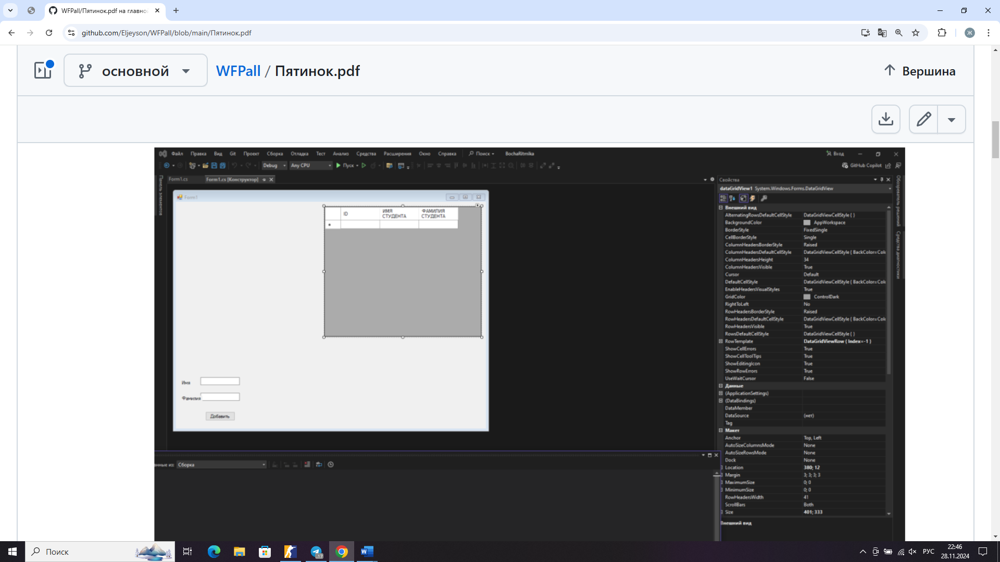 WFPall/Пятинок.pdf на главно
github.com/Eljeyson/WFPall/blob/main/Пятинок.pdf
основной
WFPall / Пятинок.pdf
Вершина
Файл Правка Вид Git Проект Сборка Отладка Тест Анализ Средства Расширения Окно Справка Поиск BochaRitmika Вход
Debug Any CPU Пуск GitHub Copilot
Панель элементов
Form1.cs Form1.cs [Конструктор]
Form1
ID ИМЯ СТУДЕНТА ФАМИЛИЯ СТУДЕНТА
Имя
Фамилия
Добавить
Свойства
dataGridView1 System.Windows.Forms.DataGridView
Внешний вид
AlternatingRowsDefaultCellStyle DataGridViewCellStyle { }
BackgroundColor AppWorkspace
BorderStyle FixedSingle
CellBorderStyle Single
ColumnHeadersBorderStyle Raised
ColumnHeadersDefaultCellStyle DataGridViewCellStyle { BackColor=Col
ColumnHeadersHeight 34
ColumnHeadersVisible True
Cursor Default
DefaultCellStyle DataGridViewCellStyle { BackColor=Col
EnableHeadersVisualStyles True
GridColor ControlDark
RightToLeft No
RowHeadersBorderStyle Raised
RowHeadersDefaultCellStyle DataGridViewCellStyle { BackColor=Col
RowHeadersVisible True
RowsDefaultCellStyle DataGridViewCellStyle { }
RowTemplate DataGridViewRow { Index=-1 }
ShowCellErrors True
ShowCellToolTips True
ShowEditingIcon True
ShowRowErrors True
UseWaitCursor False
Данные
(ApplicationSettings)
(DataBindings)
DataMember
DataSource (нет)
Tag
Макет
Anchor Top, Left
AutoSizeColumnsMode None
AutoSizeRowsMode None
Dock None
Location 380; 12
Margin 3; 3; 3; 3
MaximumSize 0; 0
MinimumSize 0; 0
RowHeadersWidth 41
ScrollBars Both
Size 401; 333
Внешний вид
Обозреватель решений
Средства диагностики
енные из: Сборка
Поиск
.17
Ж
РУС
22:46
28.11.2024